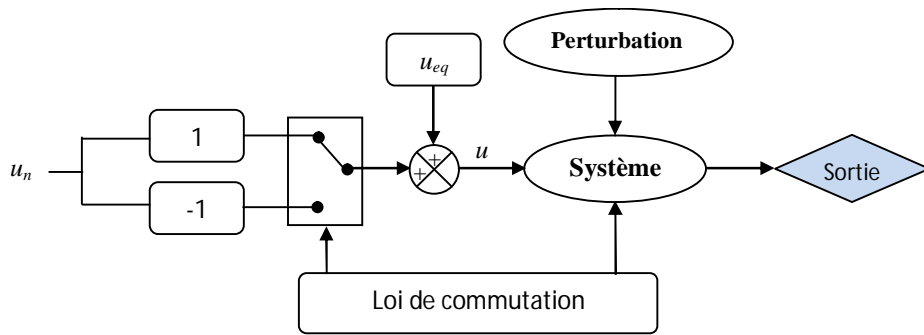 Perturbation
u_eq
1
u_n
+
+
u
Système
Sortie
-1
Loi de commutation